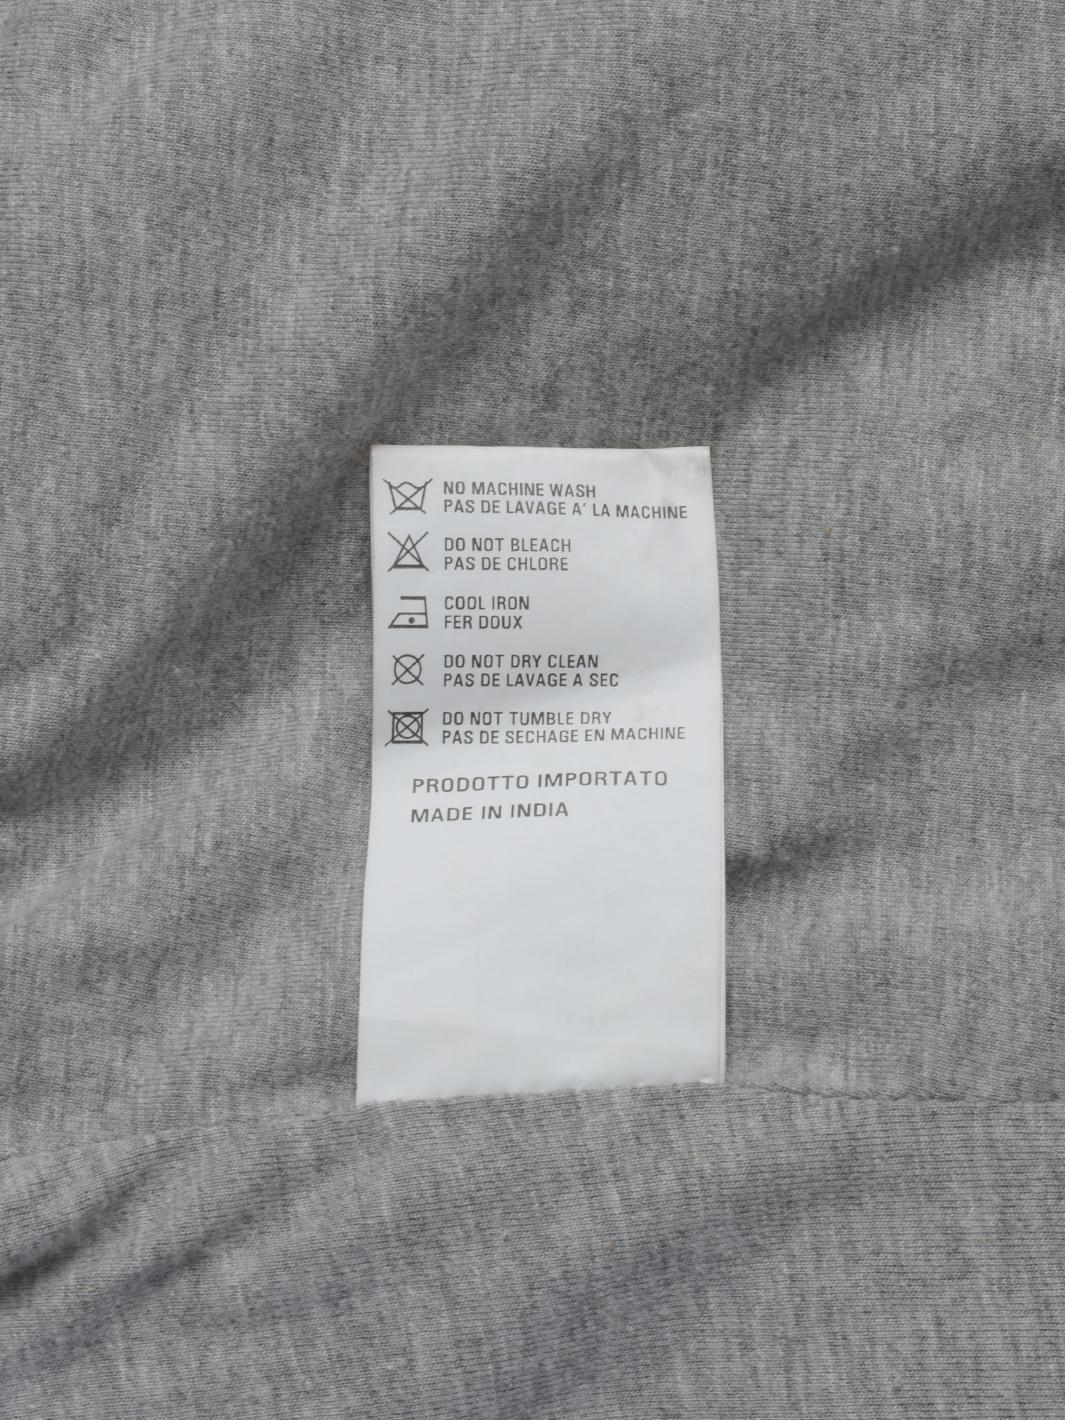 NO MACHINE WASH
PAS DE LAVAGE A' LA MACHINE
DO NOT BLEACH
PAS DE CHLORE
COOL IRON
FER DOUX
DO NOT DRY CLEAN
PAS DE LAVAGE A SEC
DO NOT TUMBLE DRY
PAS DE SECHAGE EN MACHINE
PRODOTTO IMPORTATO
MADE IN INDIA